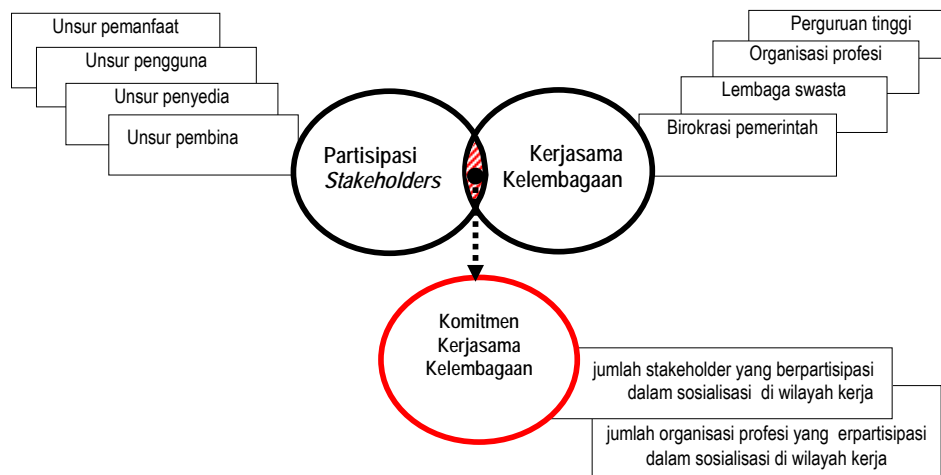 Unsur pemanfaat
Unsur pengguna
Unsur penyedia
Unsur pembina
Perguruan tinggi
Organisasi profesi
Lembaga swasta
Birokrasi pemerintah
Partisipasi
Stakeholders
Kerjasama
Kelembagaan
Komitmen
Kerjasama
Kelembagaan
jumlah stakeholder yang berpartisipasi
dalam sosialisasi di wilayah kerja
jumlah organisasi profesi yang erpartisipasi
dalam sosialisasi di wilayah kerja